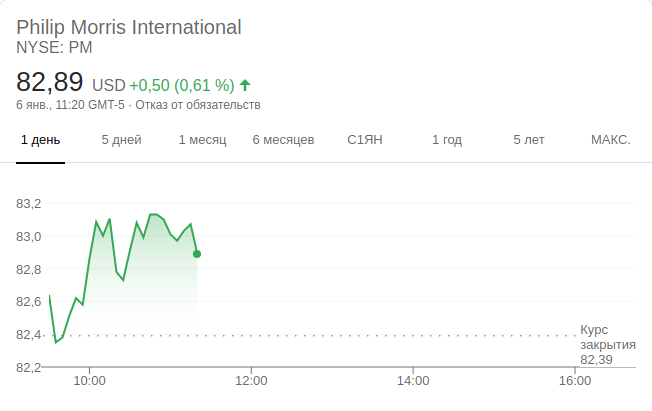 Philip Morris International
NYSE: PM
82,89 USD +0,50 (0,61 %)
6 янв., 11:20 GMT-5 · Отказ от обязательств
1 день 5 дней 1 месяц 6 месяцев С1ЯН 1 год 5 лет МАКС.
83,2
83,0
82,8
82,6
82,4
82,2
Курс
закрытия
82,39
10:00 12:00 14:00 16:00